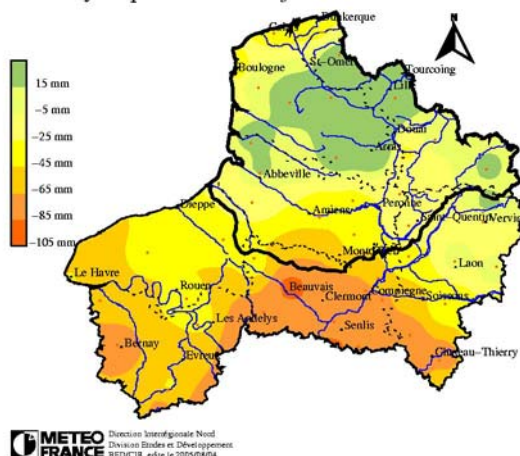 N
Dunkerque
St-Omer
Boulogne
Tourcoing
Lille
Douai
Arras
Abbeville
Amiens
Peronne
Saint-Quentin
Vervins
Dieppe
Laon
Le Havre
Rouen
Beauvais
Clermont
Compiegne
Soissons
Les Andelys
Senlis
Bernay
Evreux
Chateau-Thierry
15 mm
-5 mm
-25 mm
-45 mm
-65 mm
-85 mm
-105 mm
METEO
FRANCE
Direction Interrégionale Nord
Division Etudes et Développement